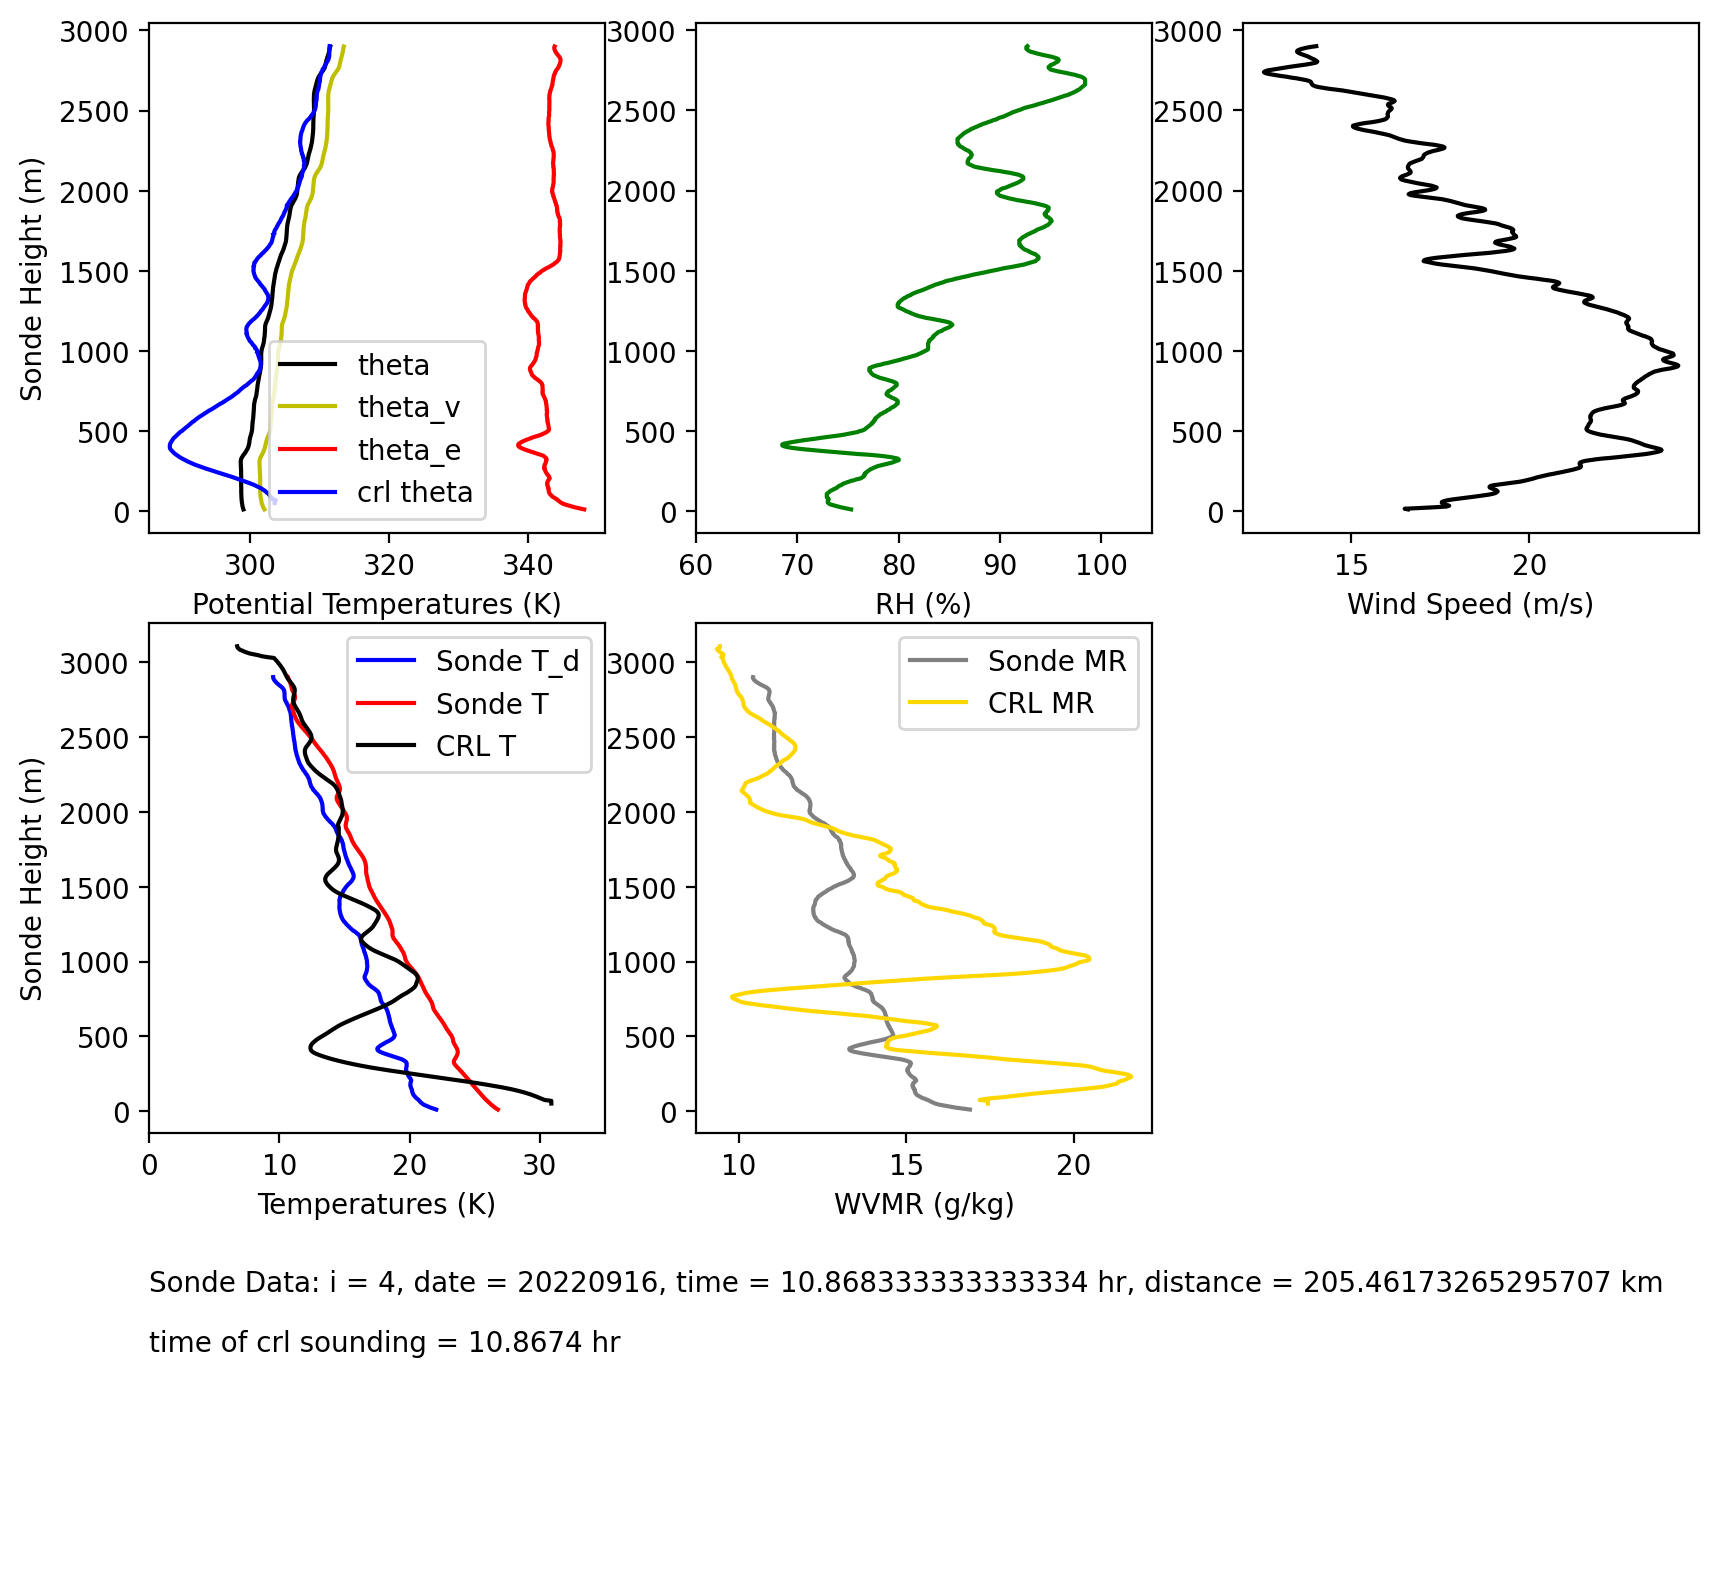 3000
2500
2000
1500
1000
500
0
Sonde Height (m)
theta
theta_v
theta_e
crl theta
300
320
340
Potential Temperatures (K)
3000
2500
2000
1500
1000
500
0
60
70
80
90
100
RH (%)
3000
2500
2000
1500
1000
500
0
15
20
Wind Speed (m/s)
3000
2500
2000
1500
1000
500
0
Sonde Height (m)
Sonde T_d
Sonde T
CRL T
0
10
20
30
Temperatures (K)
3000
2500
2000
1500
1000
500
0
Sonde MR
CRL MR
10
15
20
WVMR (g/kg)
Sonde Data: i = 4, date = 20220916, time = 10.868333333333334 hr, distance = 205.46173265295707 km
time of crl sounding = 10.8674 hr